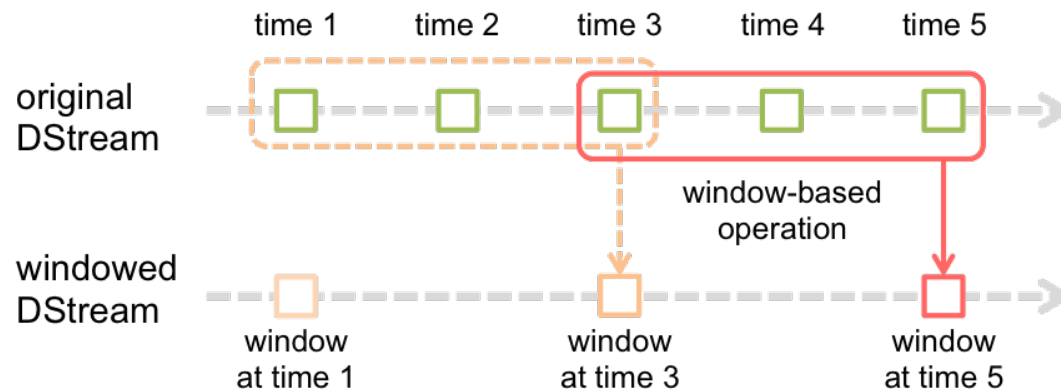 time 1
time 2
time 3
time 4
time 5
original
DStream
window-based
operation
windowed
DStream
window
at time 1
window
at time 3
window
at time 5